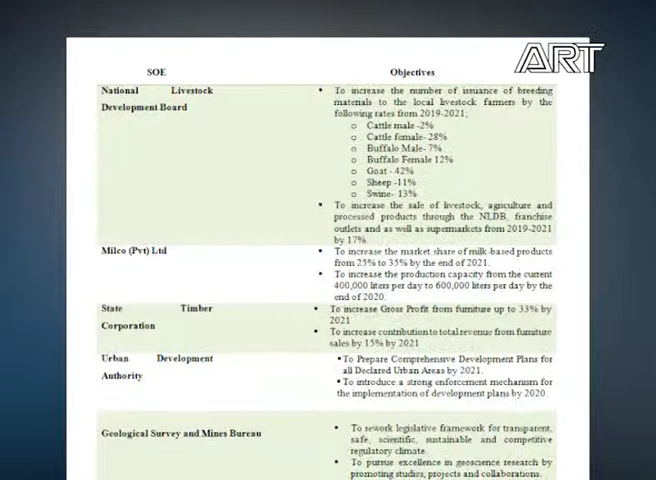 ART
SOE Objectives
National Livestock
Development Board
• To increase the number of issuance of breeding
materials to the local livestock farmers by the
following rates from 2019-2021;
o Cattle male -2%
o Cattle female- 28%
o Buffalo Male- 7%
o Buffalo Female 12%
o Goat - 42%
o Sheep -11%
o Swine- 13%
• To increase the sale of livestock, agriculture and
processed products through the NLDB, franchise
outlets and as well as supermarkets from 2019-2021
by 17%.
Milco (Pvt) Ltd
• To increase the market share of milk-based products
from 25% to 35% by the end of 2021.
• To increase the production capacity from the current
400,000 liters per day to 600,000 liters per day by the
end of 2020.
State Timber
Corporation
• To increase Gross Profit from furniture up to 33% by
2021
• To increase contribution to total revenue from furniture
sales by 15% by 2021
Urban Development
Authority
• To Prepare Comprehensive Development Plans for
all Declared Urban Areas by 2021.
• To introduce a strong enforcement mechanism for
the implementation of development plans by 2020.
Geological Survey and Mines Bureau
• To rework legislative framework for transparent,
safe, scientific, sustainable and competitive
regulatory climate.
• To pursue excellence in geoscience research by
promoting studies, projects and collaborations.